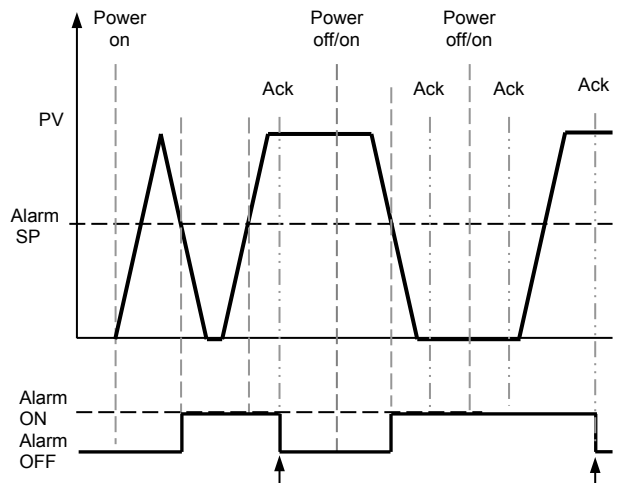 Power
on
Power
off/on
Power
off/on
Ack
Ack
Ack
Ack
PV
Alarm
SP
Alarm
ON
Alarm
OFF